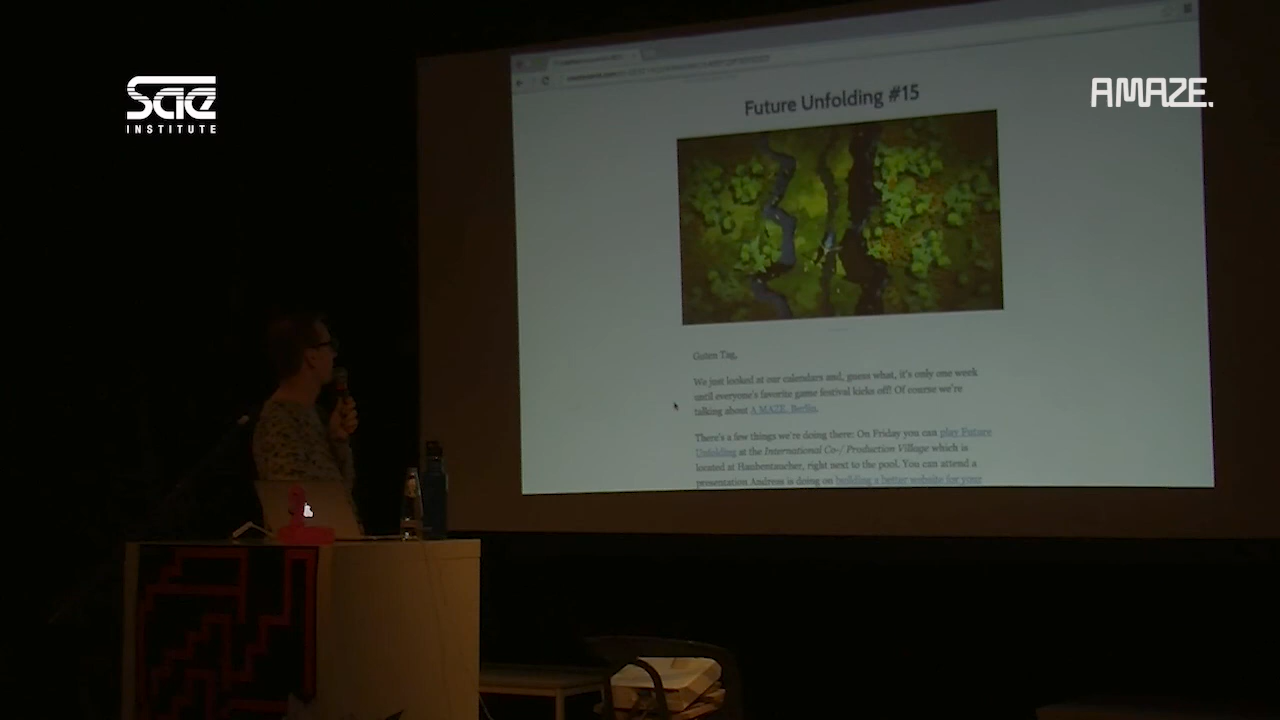 Sae
INSTITUTE
AMAZE.
Future Unfolding #15
Guten Tag,
We just looked at our calendars and, guess what, it's only one week
until everyone's favorite game festival kicks off! Of course we're
talking about A MAZE. Berlin.
There's a few things we're doing there: On Friday you can play Future
Unfolding at the International Co-/ Production Village which is
located at Haubentaucher, right next to the pool. You can attend a
presentation Andreas is doing on building a better website for your